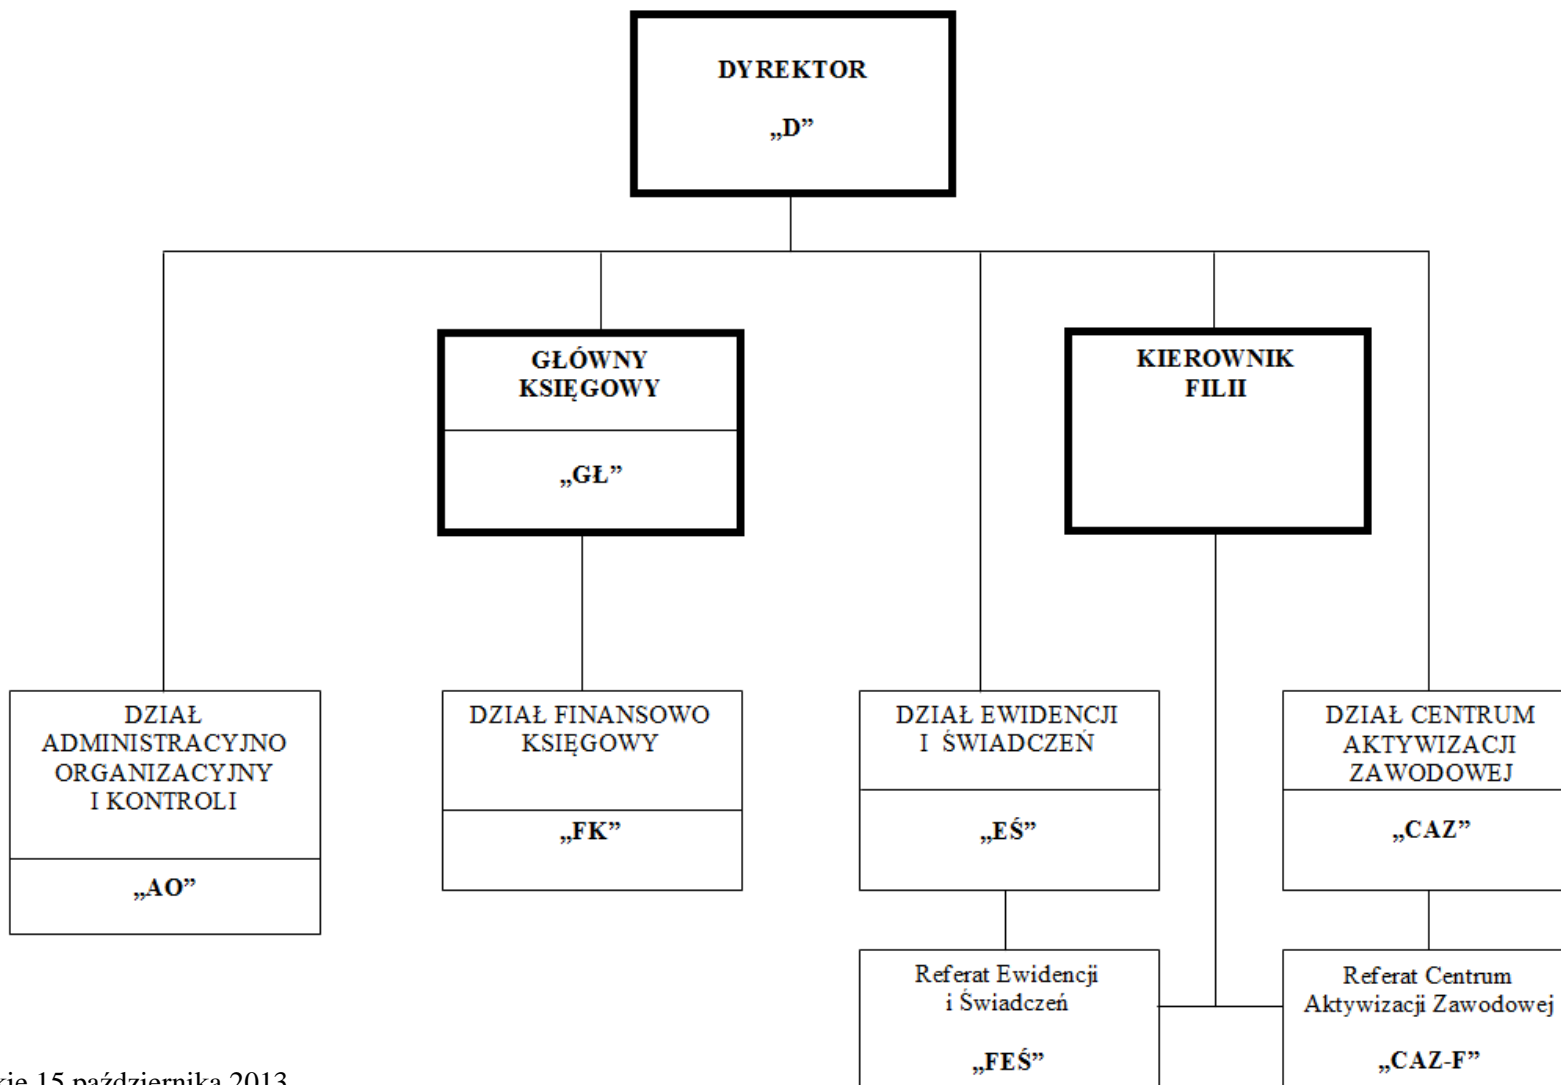 DYREKTOR
„D”
GŁÓWNY
KSIĘGOWY
„GŁ”
KIEROWNIK
FILII
DZIAŁ
ADMINISTRACYJNO
ORGANIZACYJNY
I KONTROLI
„AO”
DZIAŁ FINANSOWO
KSIĘGOWY
„FK”
DZIAŁ EWIDENCJI
I ŚWIADCZEŃ
„EŚ”
DZIAŁ CENTRUM
AKTYWIZACJI
ZAWODOWEJ
„CAZ”
Referat Ewidencji
i Świadczeń
„FEŚ”
Referat Centrum
Aktywizacji Zawodowej
„CAZ-F”
15 października 2013